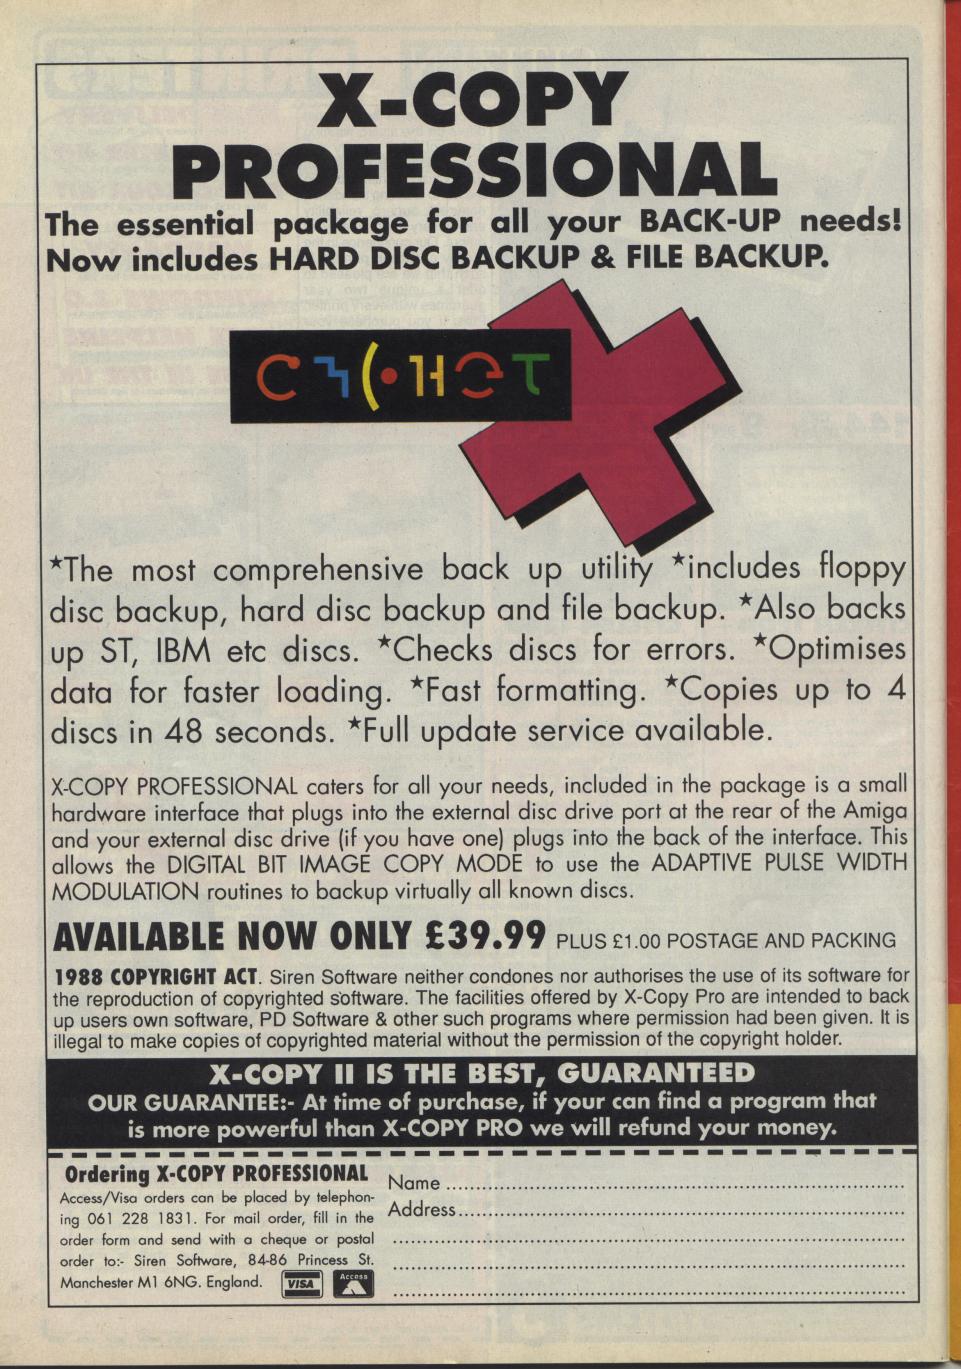 X-COPY
PROFESSIONAL
The essential package for all your BACK-UP needs!
Now includes HARD DISC BACKUP & FILE BACKUP.
*The most comprehensive back up utility *includes floppy
disc backup, hard disc backup and file backup. *Also backs
up ST, IBM etc discs. *Checks discs for errors. *Optimises
data for faster loading. *Fast formatting. *Copies up to 4
discs in 48 seconds. *Full update service available.
X-COPY PROFESSIONAL caters for all your needs, included in the package is a small
hardware interface that plugs into the external disc drive port at the rear of the Amiga
and your external disc drive (if you have one) plugs into the back of the interface. This
allows the DIGITAL BIT IMAGE COPY MODE to use the ADAPTIVE PULSE WIDTH
MODULATION routines to backup virtually all known discs.
AVAILABLE NOW ONLY £39.99 PLUS £1.00 POSTAGE AND PACKING
1988 COPYRIGHT ACT. Siren Software neither condones nor authorises the use of its software for
the reproduction of copyrighted software. The facilities offered by X-Copy Pro are intended to back
up users own software, PD Software & other such programs where permission had been given. It is
illegal to make copies of copyrighted material without the permission of the copyright holder.
X-COPY II IS THE BEST, GUARANTEED
OUR GUARANTEE:- At time of purchase, if your can find a program that
is more powerful than X-COPY PRO we will refund your money.
Ordering X-COPY PROFESSIONAL
Access/Visa orders can be placed by telephon-
ing 061 228 1831. For mail order, fill in the
order form and send with a cheque or postal
order to:- Siren Software, 84-86 Princess St.
Manchester M1 6NG. England. VISA Access
Name
Address